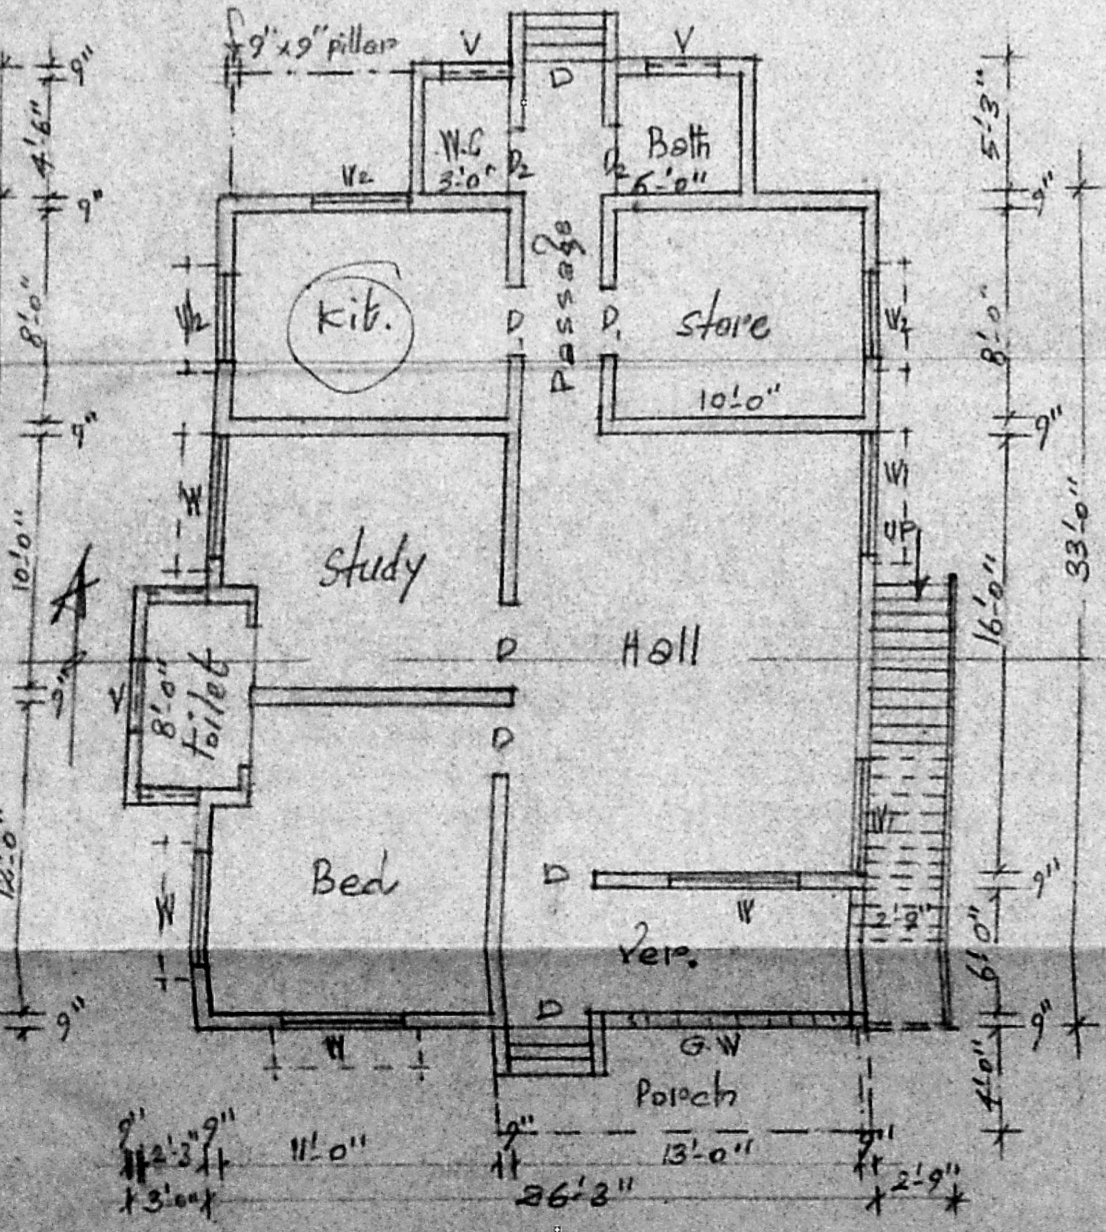 9"x9" pillar
V
V
9"
D
4'-6"
5'-3"
W.C
3'-0"
D2
D2
Bath
6'-0"
9"
V2
9"
Passage
8'-0"
W2
Kit.
D1
D1
Store
W2
8'-0"
10'-0"
9"
9"
W
W1
UP
10'-0"
Study
16'-0"
33'-0"
D
Hall
9"
V
8'-0"
Toilet
D
W1
12'-0"
Bed
D
9"
W
W
2'-9"
Ver.
6'-0"
9"
D
9"
W
G.W
4'-0"
Porch
9"
2'-3"
9"
11'-0"
9"
13'-0"
9"
3'-0"
26'-3"
2'-9"